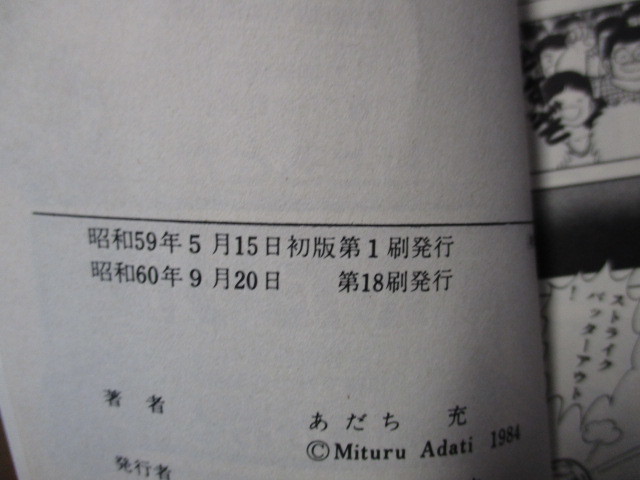 昭和59年5月15日初版第1刷発行
昭和60年9月20日 第18刷発行
著者
あだち 充
©Mituru Adati 1984
発行者
ストライク
バッターアウト
!